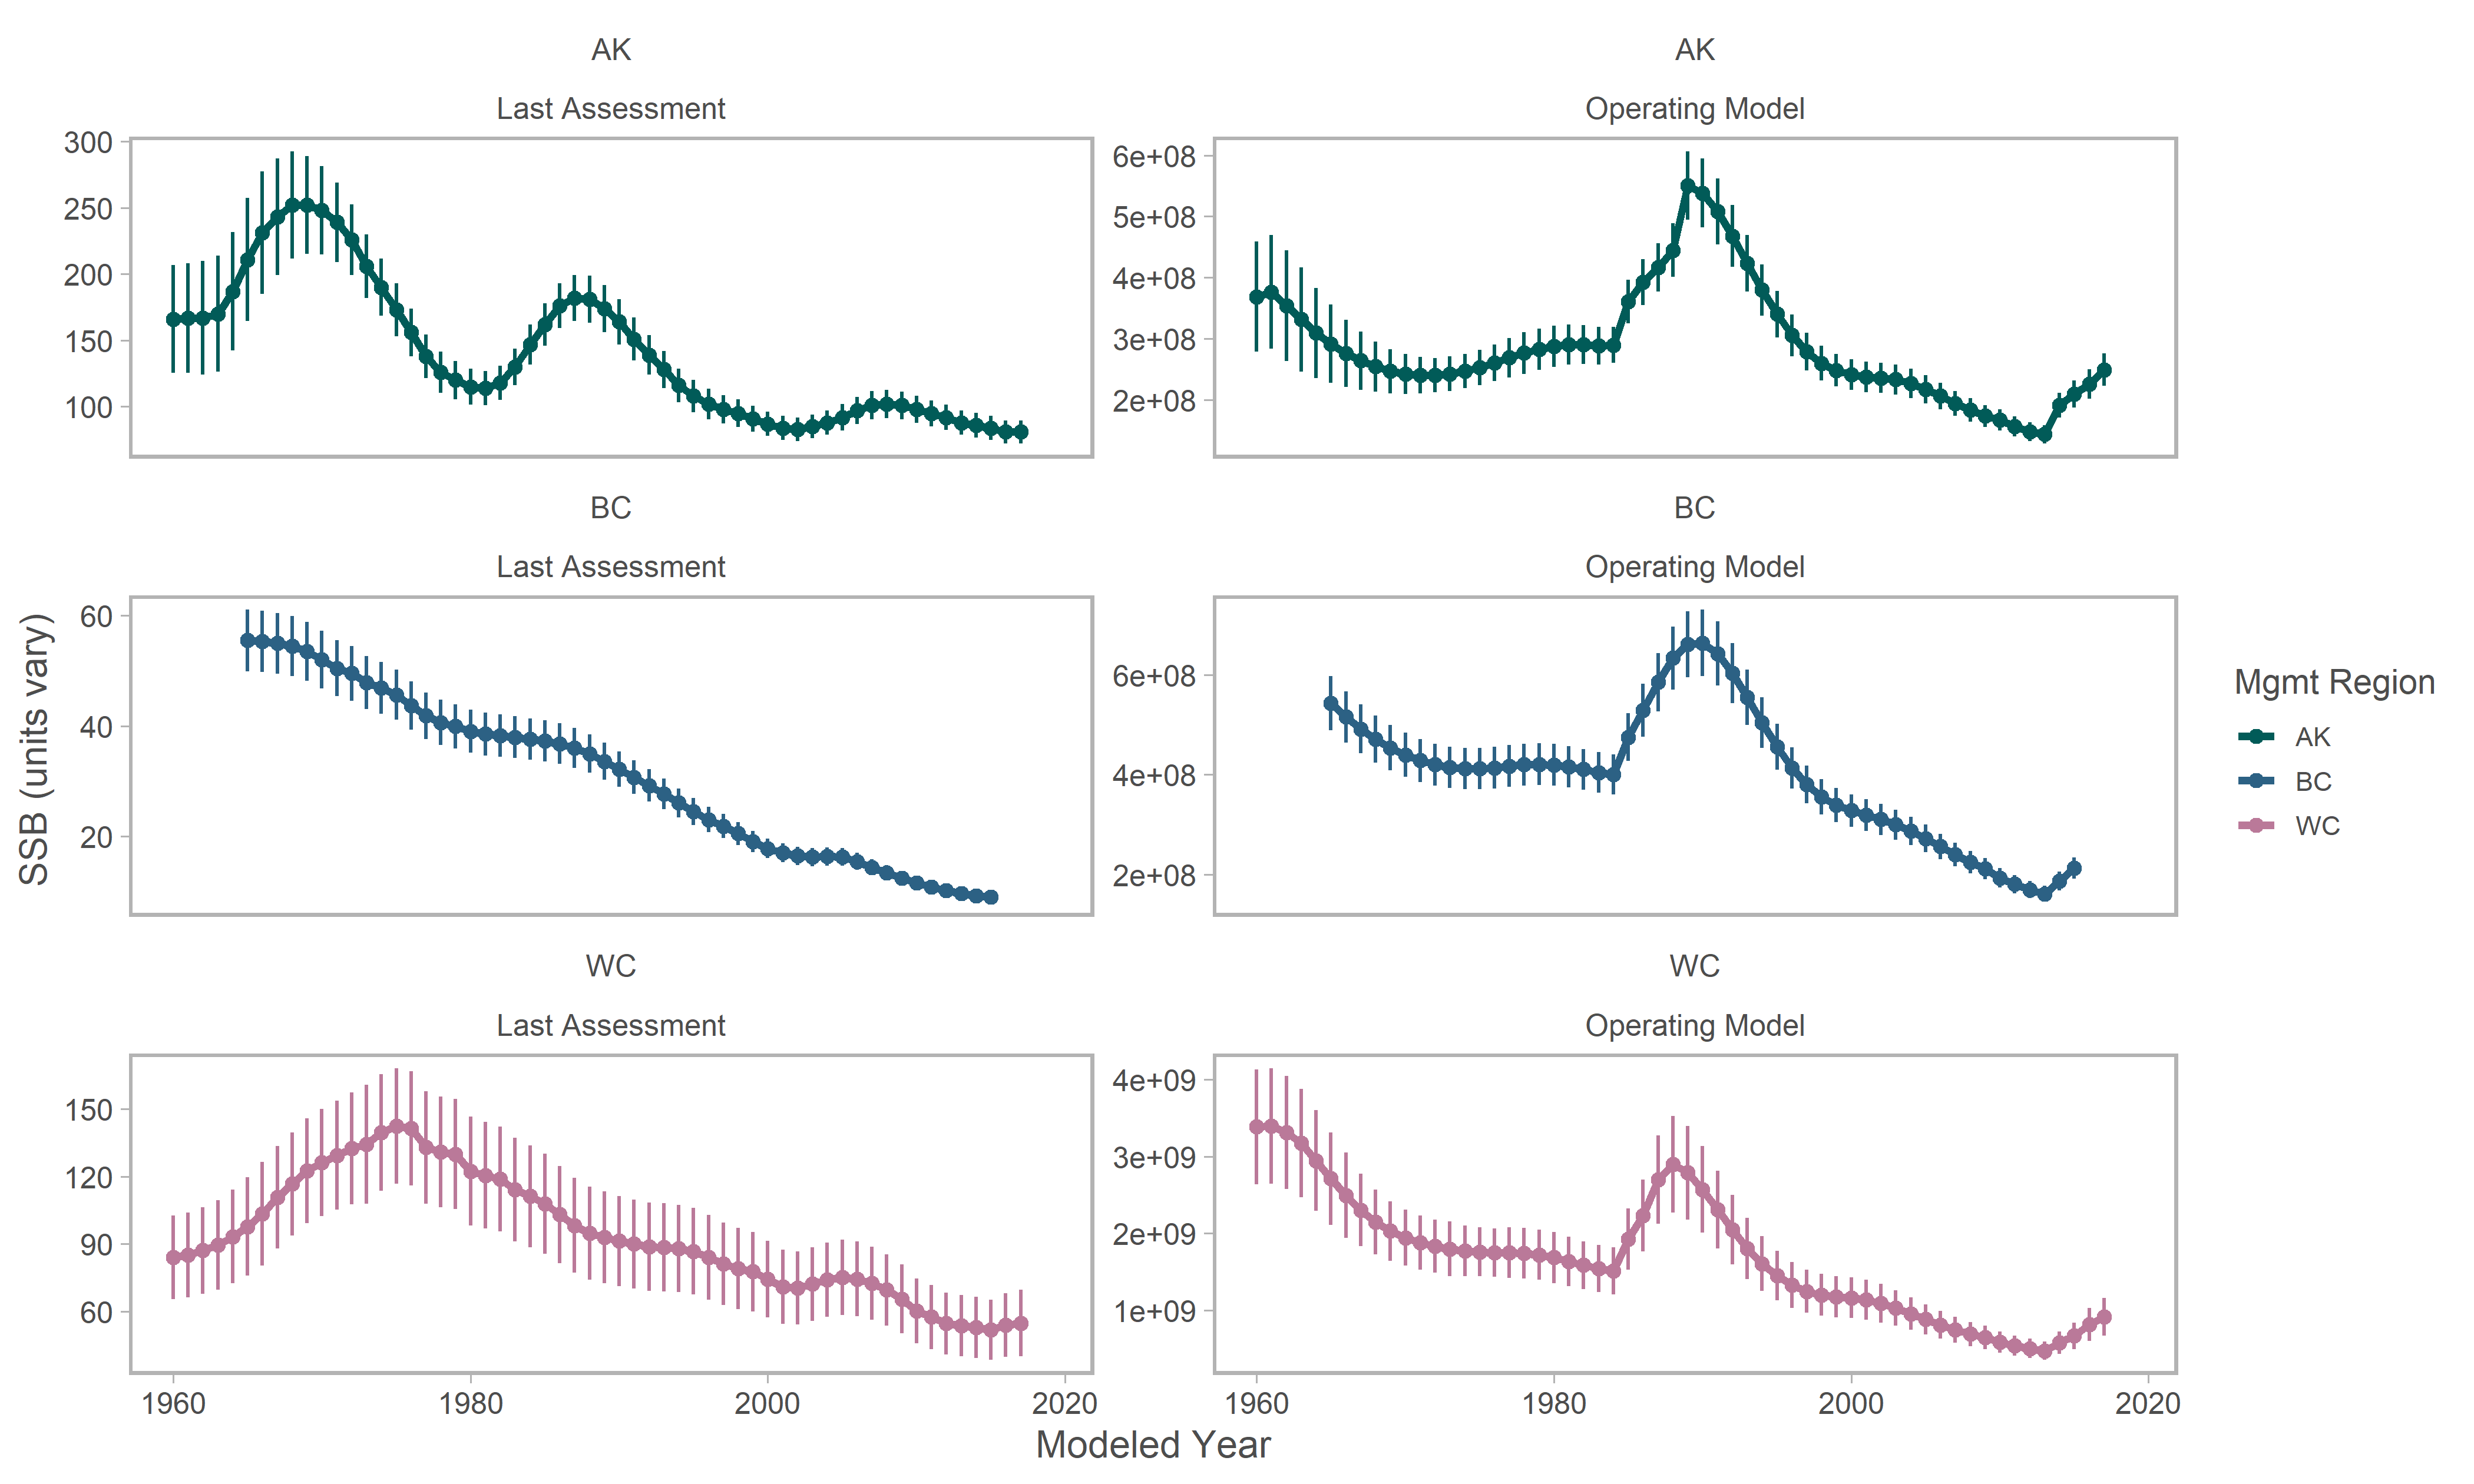 AK
Last Assessment
300
250
200
150
100
AK
Operating Model
6e+08
5e+08
4e+08
3e+08
2e+08
BC
Last Assessment
60
40
20
BC
Operating Model
6e+08
4e+08
2e+08
WC
Last Assessment
150
120
90
60
1960 1980 2000 2020
WC
Operating Model
4e+09
3e+09
2e+09
1e+09
1960 1980 2000 2020
SSB (units vary)
Modeled Year
Mgmt Region
AK
BC
WC